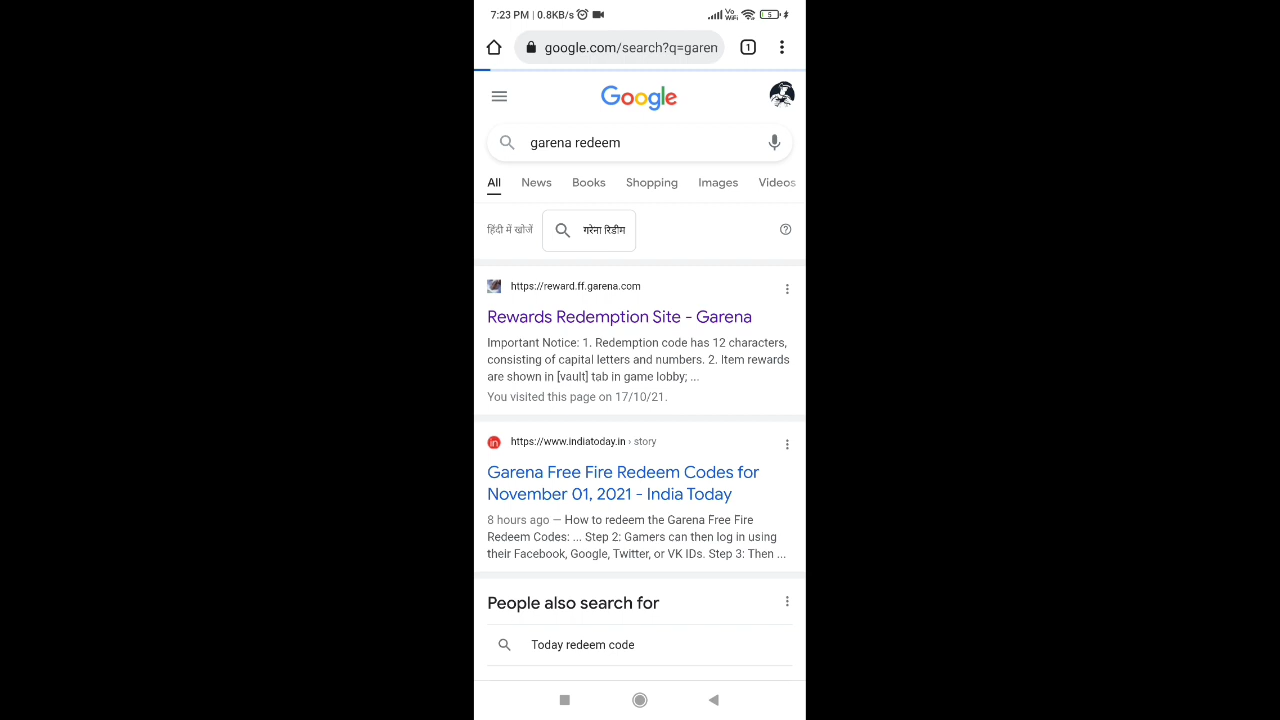 7:23 PM | 0.8KB/s Vo WiFi 5
google.com/search?q=garen 1
Google
garena redeem
All News Books Shopping Images Videos
हिंदी में खोजें गरेना रिडीम
https://reward.ff.garena.com
Rewards Redemption Site - Garena
Important Notice: 1. Redemption code has 12 characters,
consisting of capital letters and numbers. 2. Item rewards
are shown in [vault] tab in game lobby; ...
You visited this page on 17/10/21.
in https://www.indiatoday.in › story
Garena Free Fire Redeem Codes for
November 01, 2021 - India Today
8 hours ago — How to redeem the Garena Free Fire
Redeem Codes: ... Step 2: Gamers can then log in using
their Facebook, Google, Twitter, or VK IDs. Step 3: Then ...
People also search for
Today redeem code